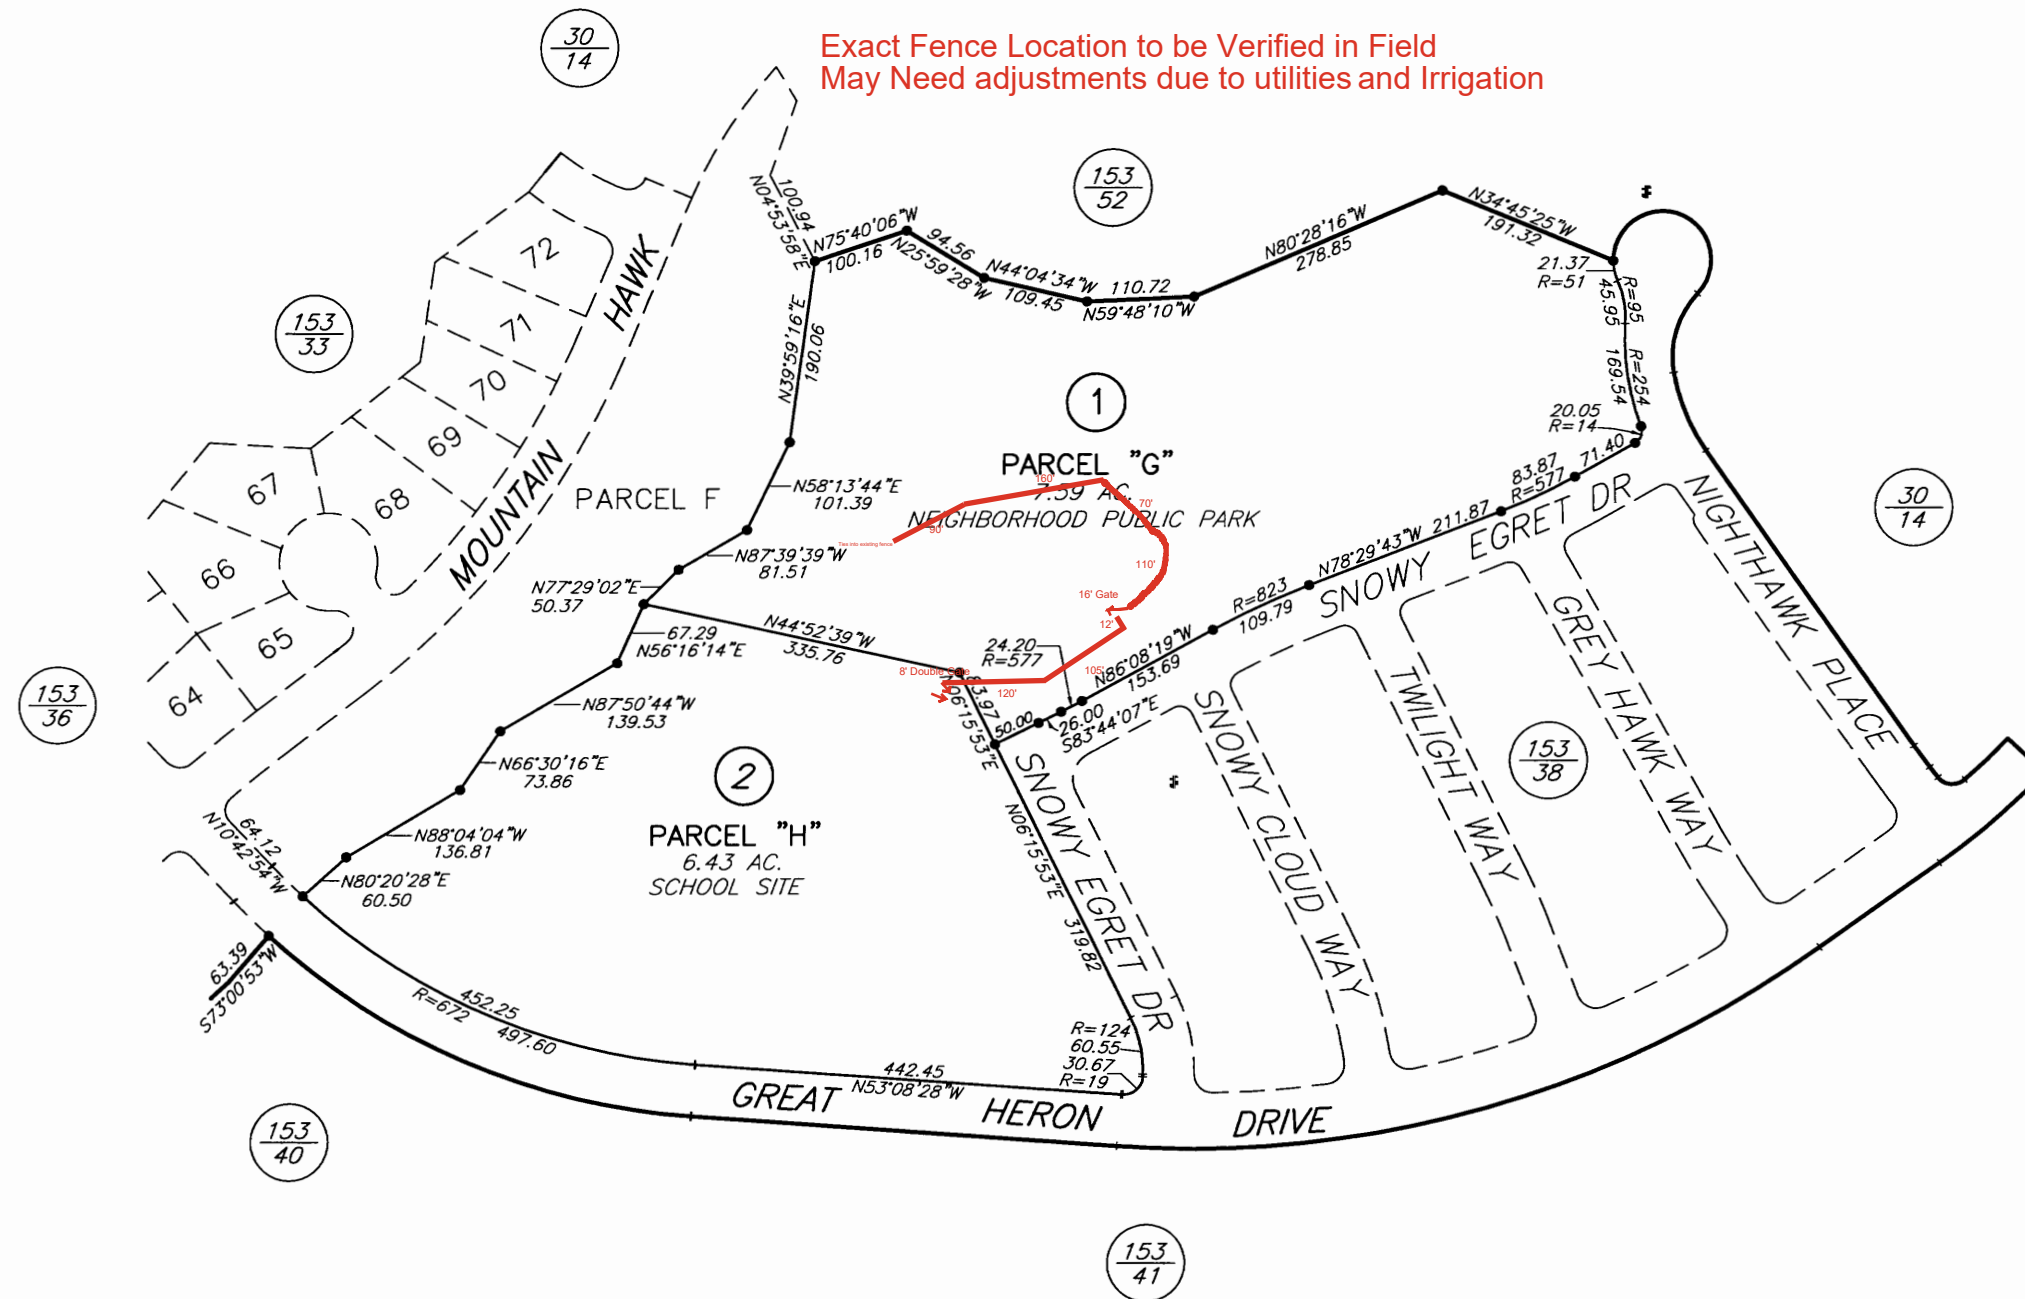 30
14
Exact Fence Location to be Verified in Field
May Need adjustments due to utilities and Irrigation
153
52
100.94
N04°53'58"E
N75°40'06"W
100.16
94.56
N25°59'28"W
N44°04'34"W
109.45
110.72
N59°48'10"W
N80°28'16"W
278.85
N34°45'25"W
191.32
21.37
R=51
R=95
45.95
R=254
169.54
20.05
R=14
71.40
83.87
R=577
72
71
70
69
68
67
66
65
64
153
33
MOUNTAIN HAWK
N39°59'16"E
190.06
1
PARCEL "G"
7.59 AC.
NEIGHBORHOOD PUBLIC PARK
160'
70'
90'
Ties into existing fence
110'
16' Gate
12'
105'
120'
8' Double Gate
PARCEL F
N58°13'44"E
101.39
N87°39'39"W
81.51
N77°29'02"E
50.37
67.29
N56°16'14"E
N44°52'39"W
335.76
24.20
R=577
N86°08'19"W
153.69
R=823
109.79
N78°29'43"W 211.87
SNOWY EGRET DR
NIGHTHAWK PLACE
30
14
153
36
N87°50'44"W
139.53
83.97
N06°15'53"E
50.00
26.00
S83°44'07"E
N66°30'16"E
73.86
2
PARCEL "H"
6.43 AC.
SCHOOL SITE
N88°04'04"W
136.81
64.12
N10°42'54"W
N80°20'28"E
60.50
63.39
S73°00'53"W
SNOWY EGRET DR
N06°15'53"E 319.82
SNOWY CLOUD WAY
TWILIGHT WAY
GREY HAWK WAY
153
38
452.25
R=672 497.60
R=124
60.55
30.67
R=19
442.45
N53°08'28"W
GREAT HERON DRIVE
153
40
153
41